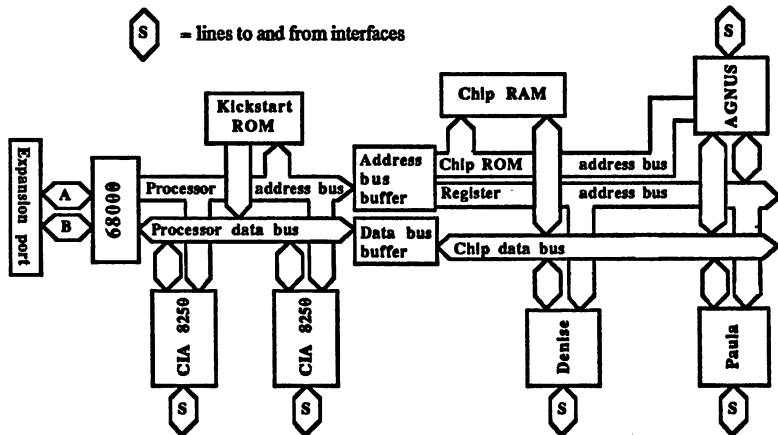 S = lines to and from interfaces
S
AGNUS
Kickstart
ROM
Chip RAM
Expansion port
A
B
68000
Processor address bus
Address
bus
buffer
Chip ROM address bus
Register address bus
Processor data bus
Data bus
buffer
Chip data bus
CIA 8250
CIA 8250
Denise
Paula
S
S
S
S